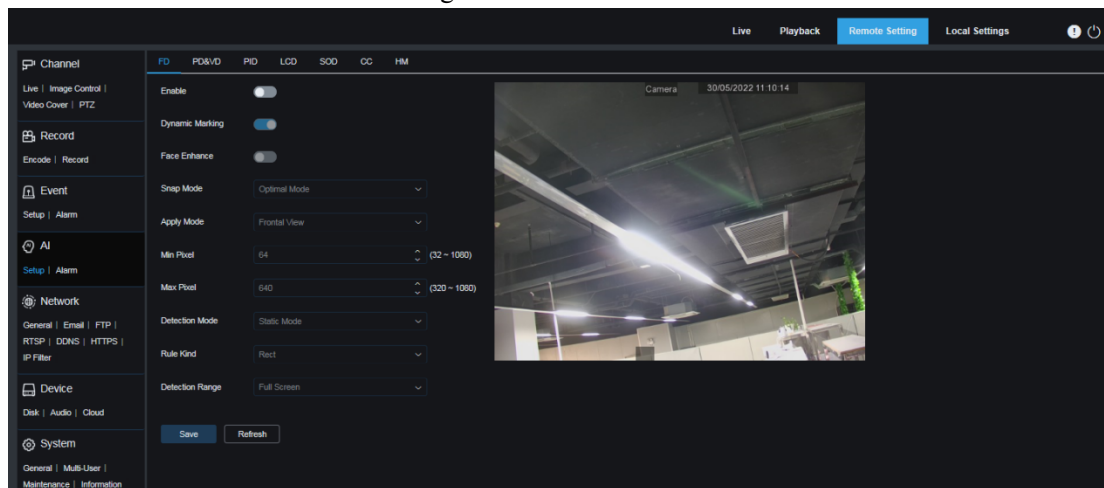 Live Playback Remote Setting Local Settings
Channel
Live | Image Control |
Video Cover | PTZ
Record
Encode | Record
Event
Setup | Alarm
AI
Setup | Alarm
Network
General | Email | FTP |
RTSP | DDNS | HTTPS |
IP Filter
Device
Disk | Audio | Cloud
System
General | Multi-User |
Maintenance | Information
FD PD&VD PID LCD SOD CC HM
Enable
Dynamic Marking
Face Enhance
Snap Mode Optimal Mode
Apply Mode Frontal View
Min Pixel 64 (32 ~ 1080)
Max Pixel 640 (320 ~ 1080)
Detection Mode Static Mode
Rule Kind Rect
Detection Range Full Screen
Save Refresh
Camera 30/05/2022 11:10:14